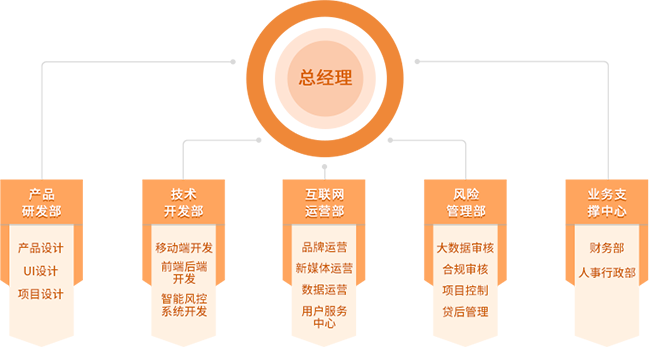 总经理
产品
研发部
产品设计
UI设计
项目设计
技术
开发部
移动端开发
前端后端
开发
智能风控
系统开发
互联网
运营部
品牌运营
新媒体运营
数据运营
用户服务
中心
风险
管理部
大数据审核
合规审核
项目控制
贷后管理
业务支
撑中心
财务部
人事行政部